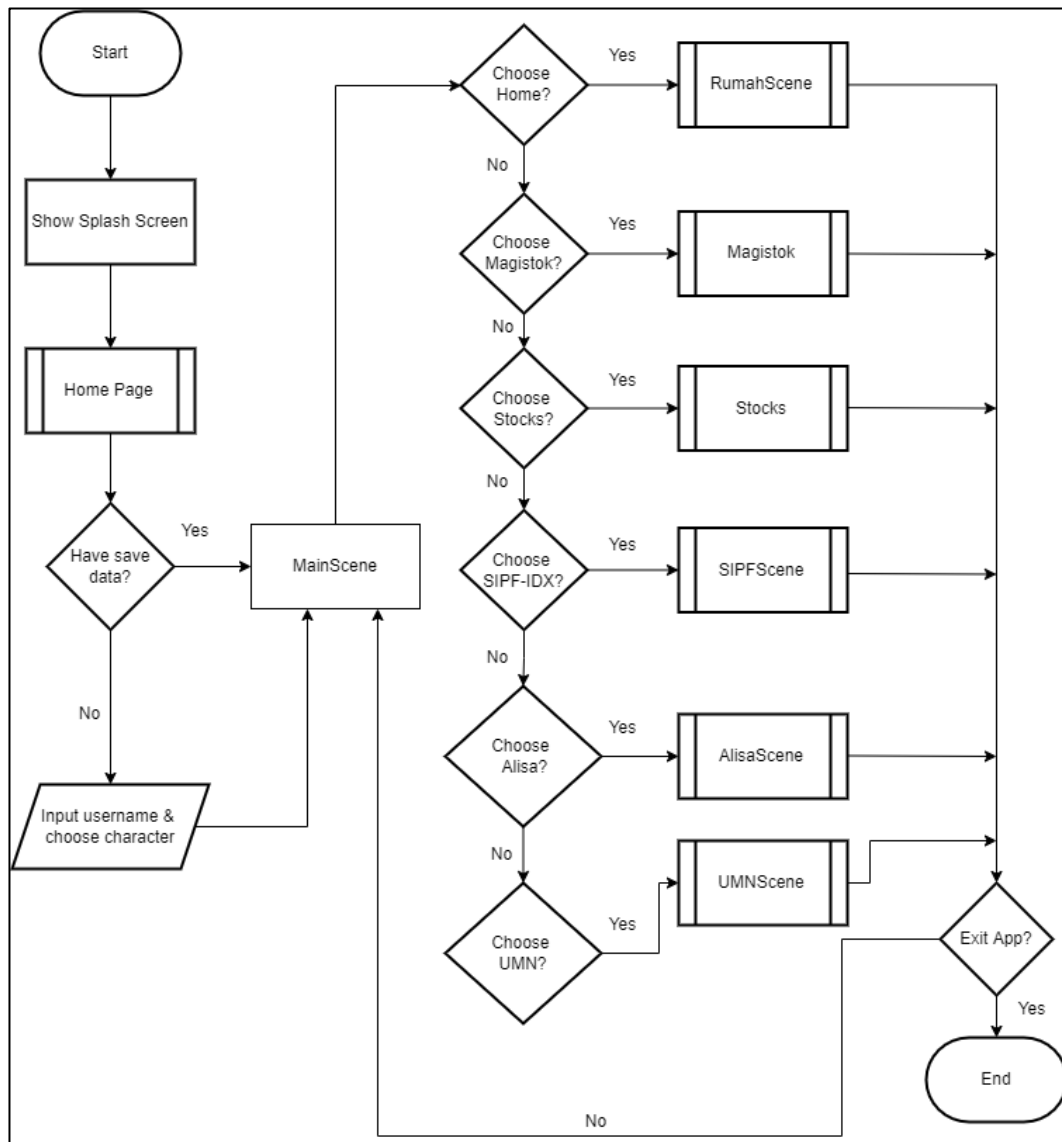 Start
Show Splash Screen
Home Page
Have save
data?
Yes
No
Input username &
choose character
MainScene
Choose
Home?
Yes
RumahScene
No
Choose
Magistok?
Yes
Magistok
No
Choose
Stocks?
Yes
Stocks
No
Choose
SIPF-IDX?
Yes
SIPFScene
No
Choose
Alisa?
Yes
AlisaScene
No
Choose
UMN?
Yes
UMNScene
Exit App?
Yes
No
End